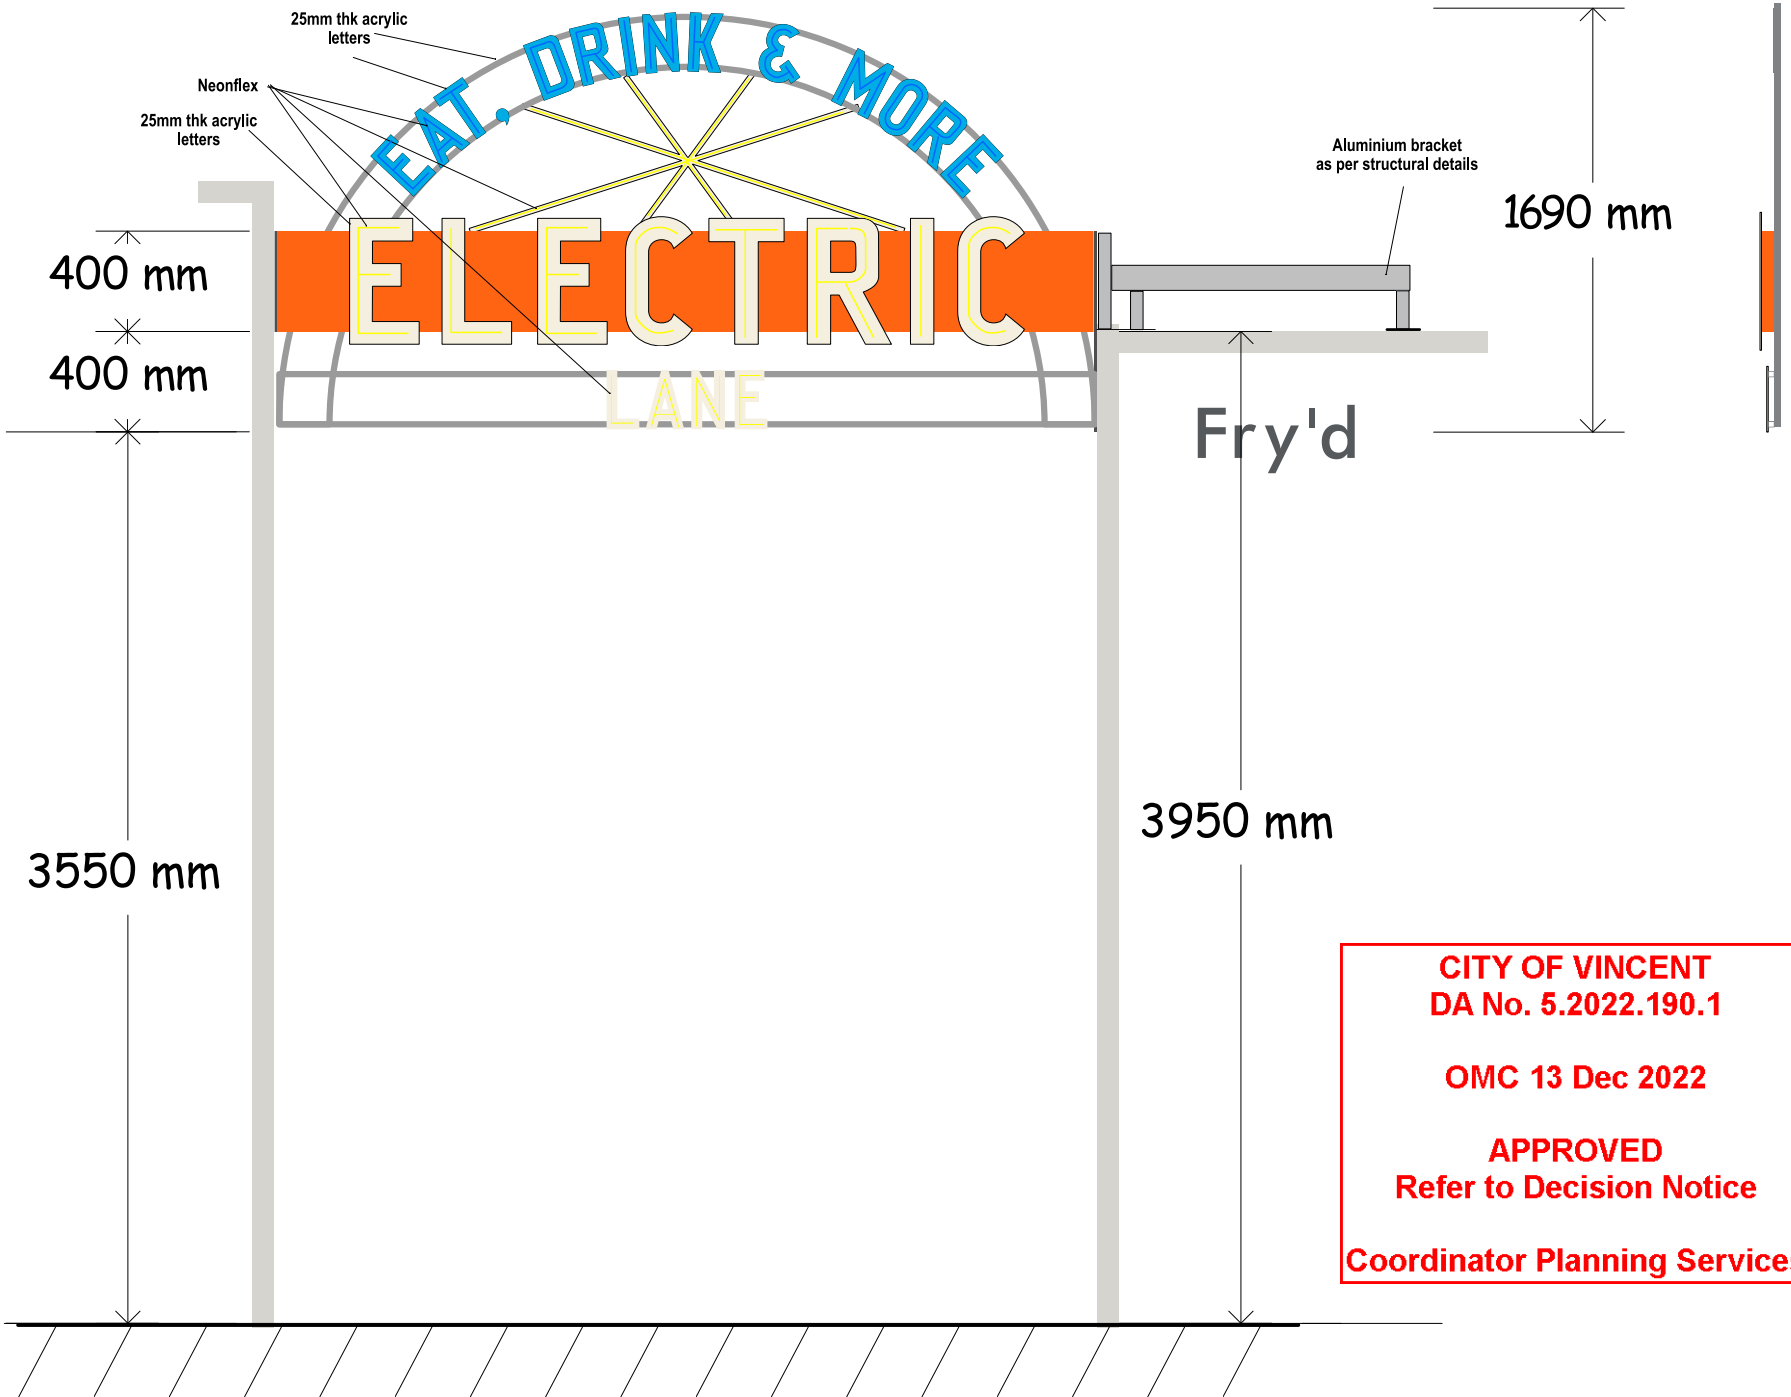 25mm thk acrylic
letters
Neonflex
25mm thk acrylic
letters
EAT, DRINK & MORE
ELECTRIC
LANE
Aluminium bracket
as per structural details
1690 mm
400 mm
400 mm
Fry'd
3550 mm
3950 mm
CITY OF VINCENT
DA No. 5.2022.190.1
OMC 13 Dec 2022
APPROVED
Refer to Decision Notice
Coordinator Planning Services